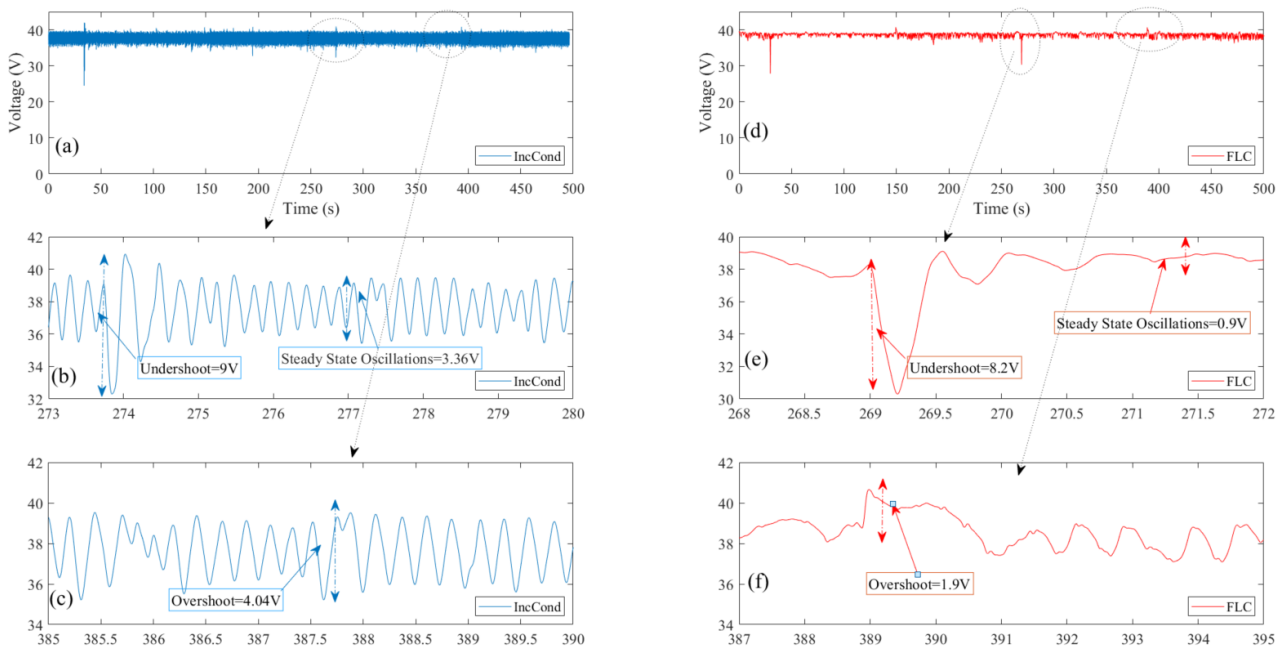 50
40
30
20
10
0
Voltage (V)
(a)
IncCond
0 50 100 150 200 250 300 350 400 450 500
Time (s)
50
40
30
20
10
0
Voltage (V)
(d)
FLC
0 50 100 150 200 250 300 350 400 450 500
Time (s)
42
40
38
36
34
32
Undershoot=9V
Steady State Oscillations=3.36V
(b)
IncCond
273 274 275 276 277 278 279 280
42
40
38
36
34
32
30
Steady State Oscillations=0.9V
Undershoot=8.2V
(e)
FLC
268 268.5 269 269.5 270 270.5 271 271.5 272
42
40
38
36
34
Overshoot=4.04V
(c)
IncCond
385 385.5 386 386.5 387 387.5 388 388.5 389 389.5 390
42
40
38
36
34
Overshoot=1.9V
(f)
FLC
387 388 389 390 391 392 393 394 395